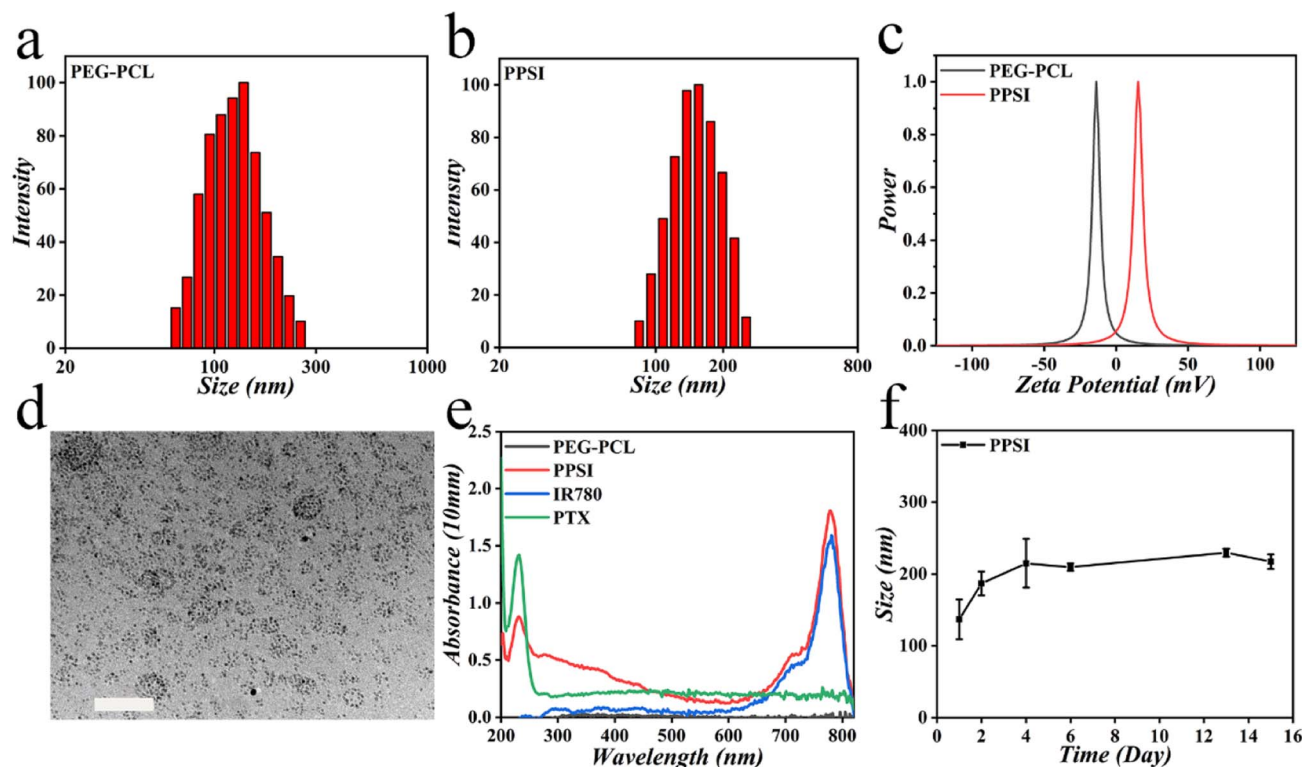 a
PEG-PCL
Intensity
100
80
60
40
20
0
20
100
300
1000
Size (nm)
b
PPSI
Intensity
100
80
60
40
20
0
20
100
200
800
Size (nm)
c
PEG-PCL
PPSI
Power
1.0
0.8
0.6
0.4
0.2
0.0
-100
-50
0
50
100
Zeta Potential (mV)
d
e
PEG-PCL
PPSI
IR780
PTX
Absorbance (10mm)
2.5
2.0
1.5
1.0
0.5
0.0
200
300
400
500
600
700
800
Wavelength (nm)
f
PPSI
Size (nm)
400
300
200
100
0
0
2
4
6
8
10
12
14
16
Time (Day)